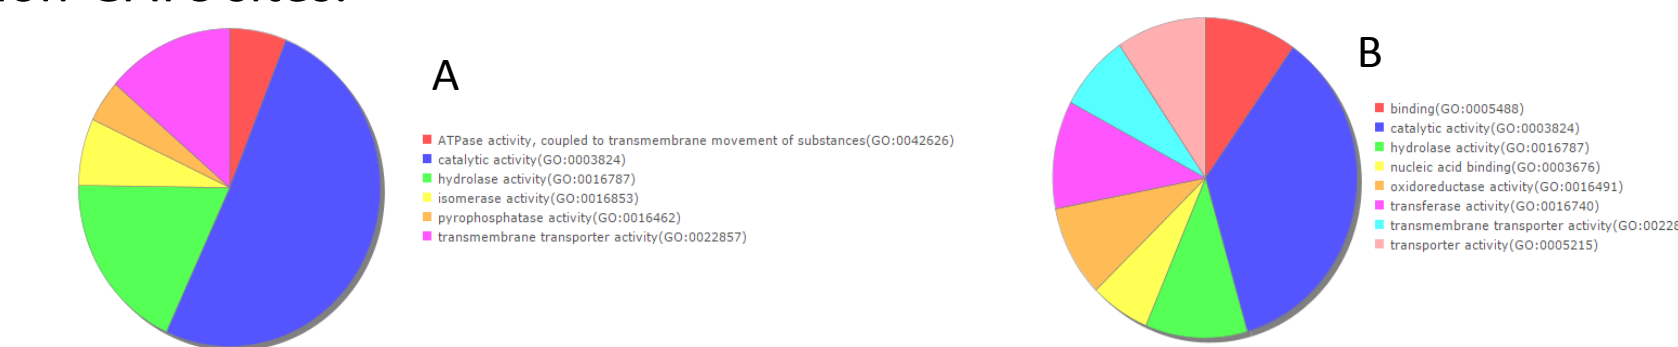 A
ATPase activity, coupled to transmembrane movement of substances(GO:0042626)
catalytic activity(GO:0003824)
hydrolase activity(GO:0016787)
isomerase activity(GO:0016853)
pyrophosphatase activity(GO:0016462)
transmembrane transporter activity(GO:0022857)
B
binding(GO:0005488)
catalytic activity(GO:0003824)
hydrolase activity(GO:0016787)
nucleic acid binding(GO:0003676)
oxidoreductase activity(GO:0016491)
transferase activity(GO:0016740)
transmembrane transporter activity(GO:0022
transporter activity(GO:0005215)